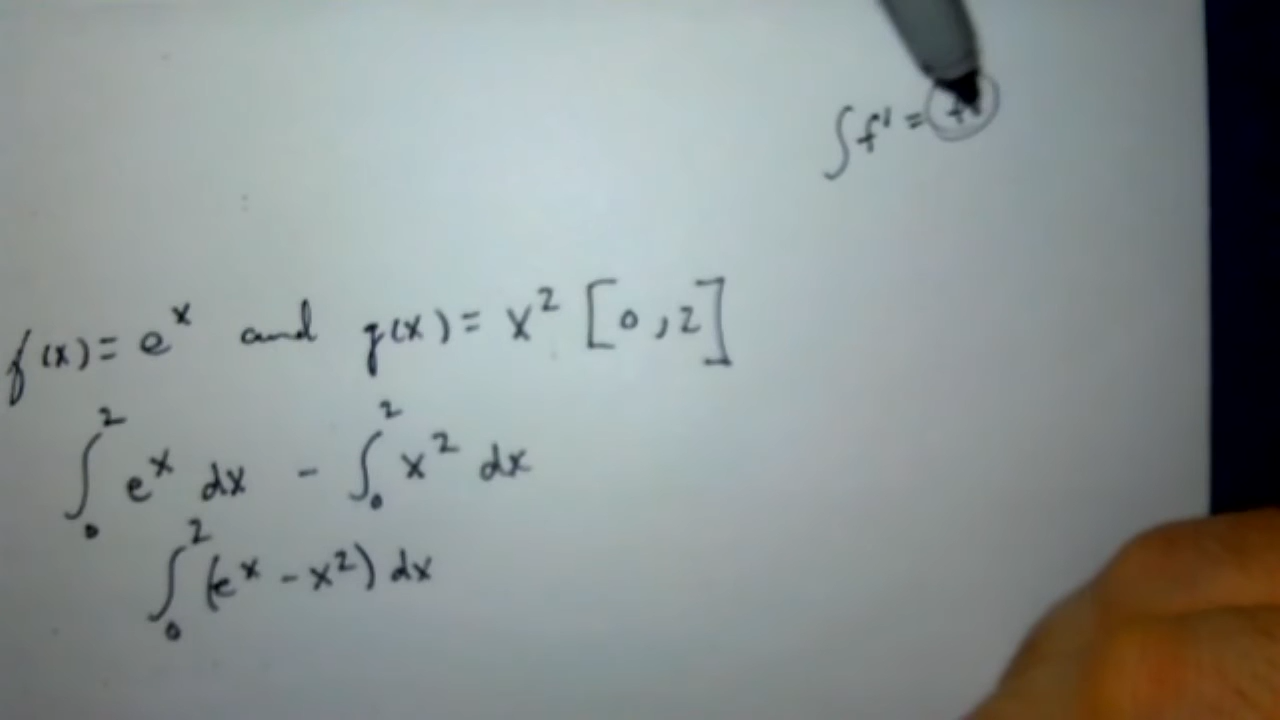 ∫f' =
f(x) = e^x and g(x) = x^2 [0,2]
∫_0^2 e^x dx - ∫_0^2 x^2 dx
∫_0^2 (e^x - x^2) dx